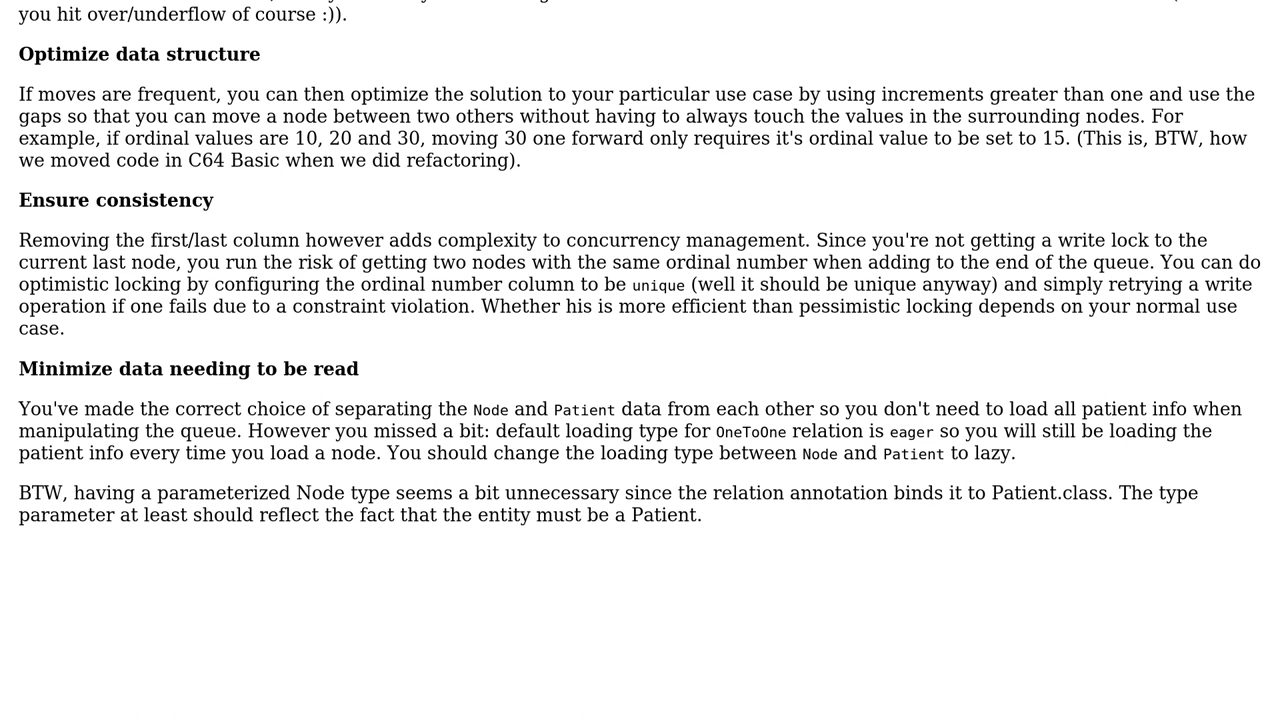 you hit over/underflow of course :)).
Optimize data structure
If moves are frequent, you can then optimize the solution to your particular use case by using increments greater than one and use the
gaps so that you can move a node between two others without having to always touch the values in the surrounding nodes. For
example, if ordinal values are 10, 20 and 30, moving 30 one forward only requires it's ordinal value to be set to 15. (This is, BTW, how
we moved code in C64 Basic when we did refactoring).
Ensure consistency
Removing the first/last column however adds complexity to concurrency management. Since you're not getting a write lock to the
current last node, you run the risk of getting two nodes with the same ordinal number when adding to the end of the queue. You can do
optimistic locking by configuring the ordinal number column to be unique (well it should be unique anyway) and simply retrying a write
operation if one fails due to a constraint violation. Whether his is more efficient than pessimistic locking depends on your normal use
case.
Minimize data needing to be read
You've made the correct choice of separating the Node and Patient data from each other so you don't need to load all patient info when
manipulating the queue. However you missed a bit: default loading type for OneToOne relation is eager so you will still be loading the
patient info every time you load a node. You should change the loading type between Node and Patient to lazy.
BTW, having a parameterized Node type seems a bit unnecessary since the relation annotation binds it to Patient.class. The type
parameter at least should reflect the fact that the entity must be a Patient.